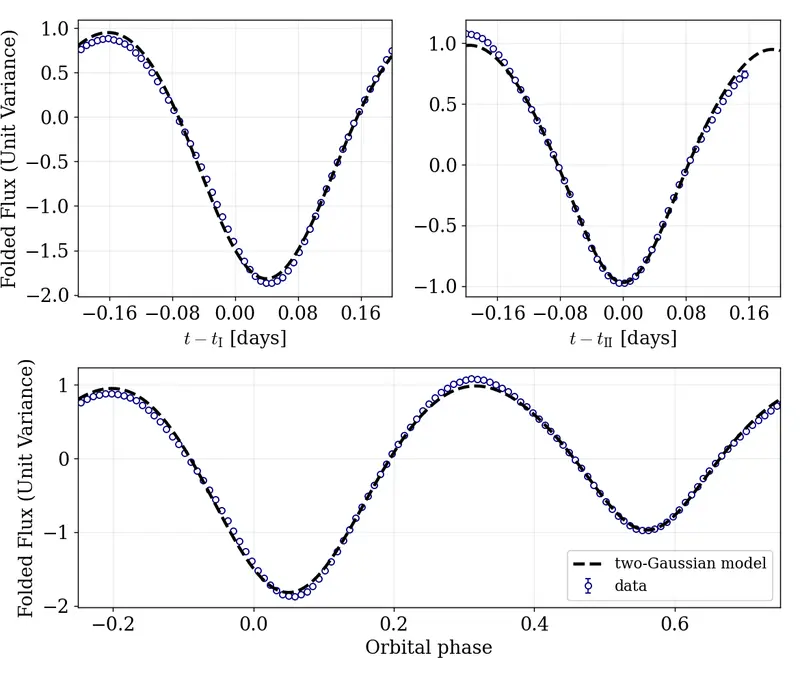 Folded Flux (Unit Variance)
1.0
0.5
0.0
−0.5
−1.0
−1.5
−2.0
−0.16 −0.08 0.00 0.08 0.16
t − tI [days]
1.0
0.5
0.0
−0.5
−1.0
−0.16 −0.08 0.00 0.08 0.16
t − tII [days]
Folded Flux (Unit Variance)
1
0
−1
−2
−0.2 0.0 0.2 0.4 0.6
Orbital phase
two-Gaussian model
data